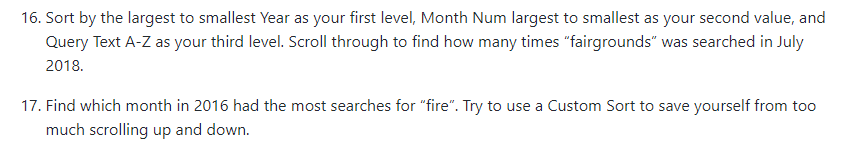 16. Sort by the largest to smallest Year as your first level, Month Num largest to smallest as your second value, and
Query Text A-Z as your third level. Scroll through to find how many times “fairgrounds” was searched in July
2018.
17. Find which month in 2016 had the most searches for “fire”. Try to use a Custom Sort to save yourself from too
much scrolling up and down.